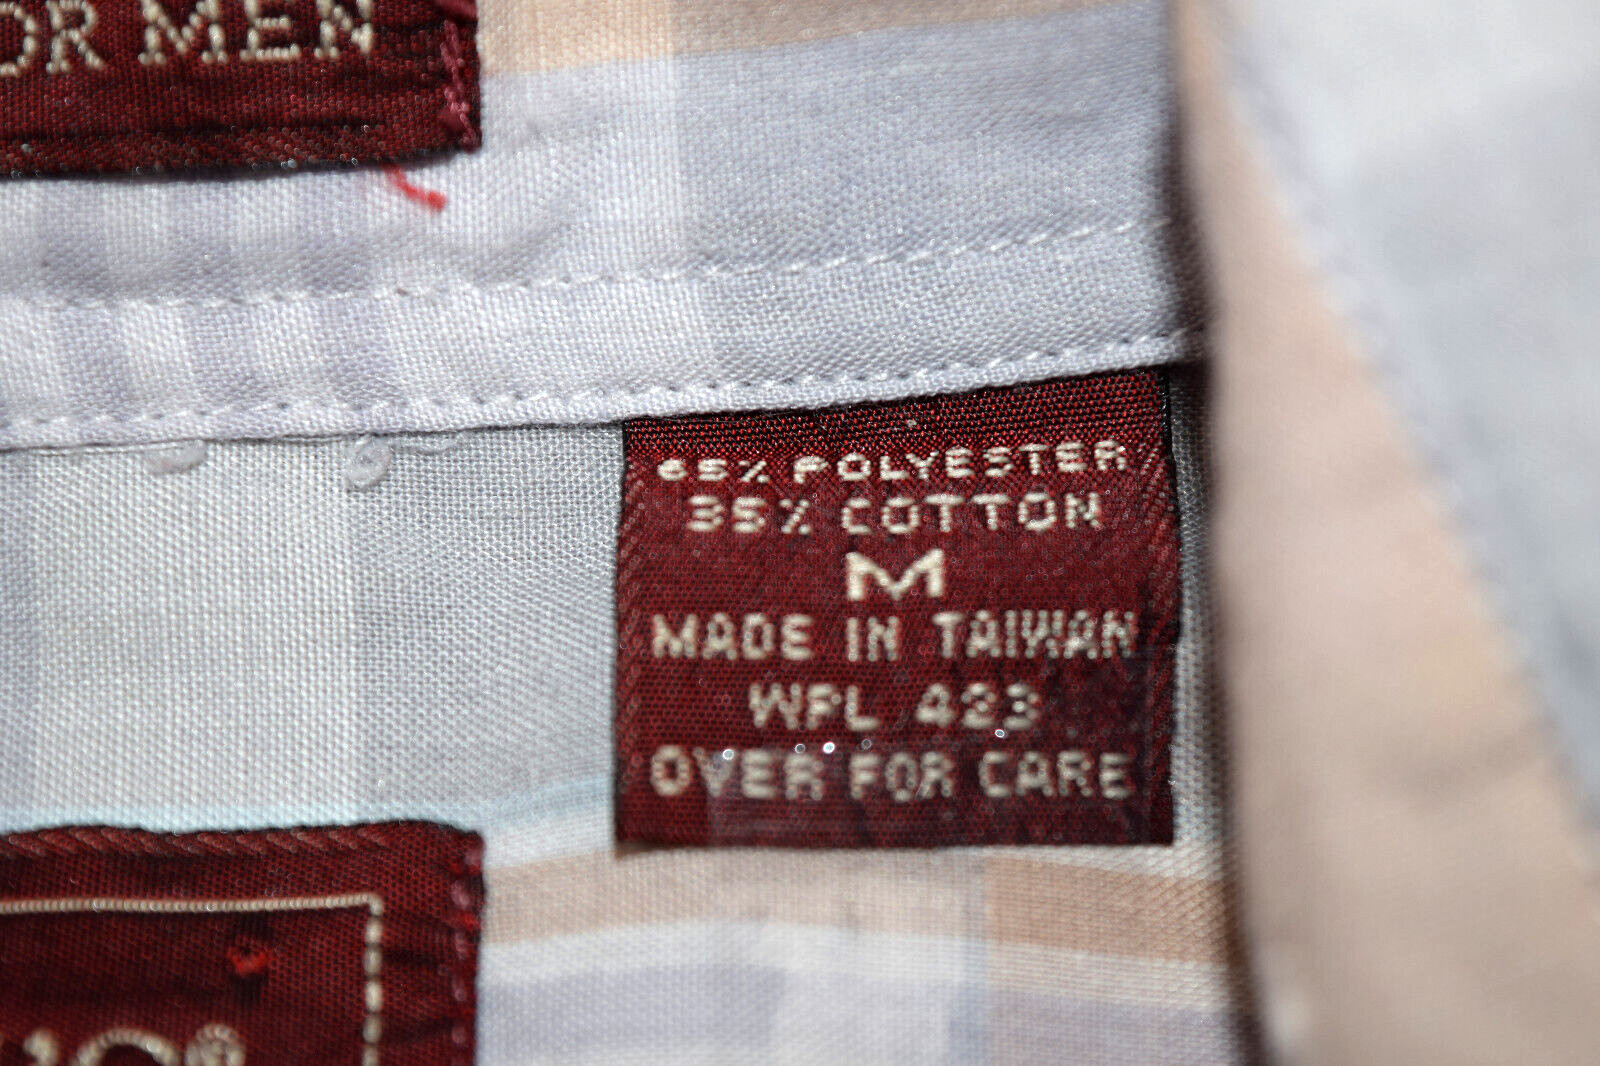 OR MEN
65% POLYESTER
35% COTTON
M
MADE IN TAIWAN
WPL 423
OVER FOR CARE